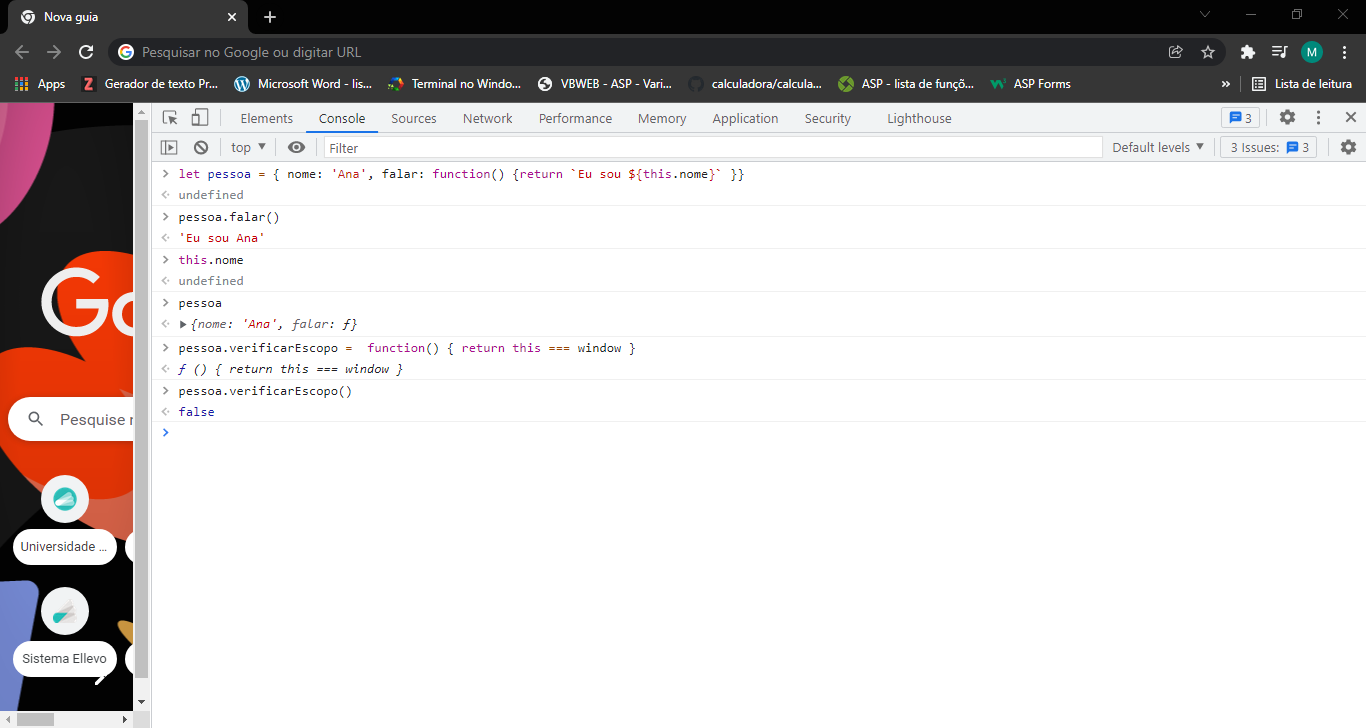 Nova guia
Pesquisar no Google ou digitar URL
M
Apps Gerador de texto Pr... Microsoft Word - lis... Terminal no Windo... VBWEB - ASP - Vari... calculadora/calcula... ASP - lista de funçõ... ASP Forms » Lista de leitura
Elements Console Sources Network Performance Memory Application Security Lighthouse 3
top Filter Default levels 3 Issues: 3
let pessoa = { nome: 'Ana', falar: function() {return `Eu sou ${this.nome}` }}
undefined
pessoa.falar()
'Eu sou Ana'
this.nome
undefined
pessoa
{nome: 'Ana', falar: ƒ}
pessoa.verificarEscopo =  function() { return this === window }
ƒ () { return this === window }
pessoa.verificarEscopo()
false
Go
Pesquise
Universidade ...
Sistema Ellevo